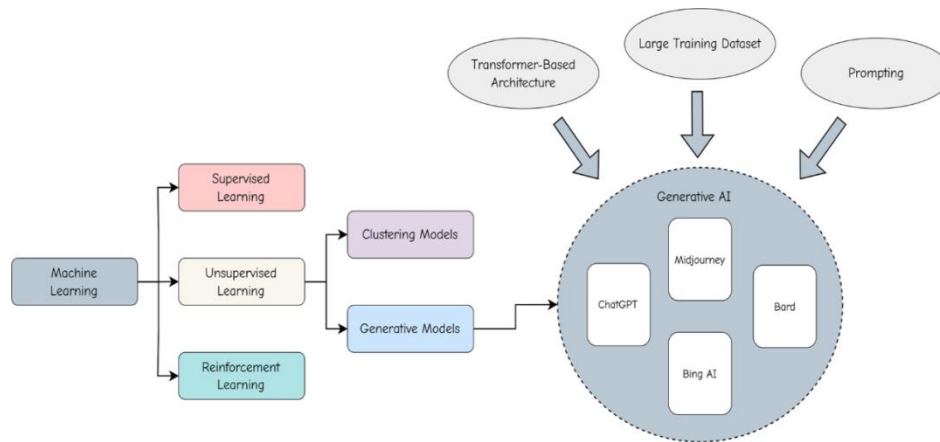 Large Training Dataset
Transformer-Based
Architecture
Prompting
Supervised
Learning
Generative AI
Clustering Models
Midjourney
Machine
Learning
Unsupervised
Learning
ChatGPT
Bard
Generative Models
Reinforcement
Learning
Bing AI